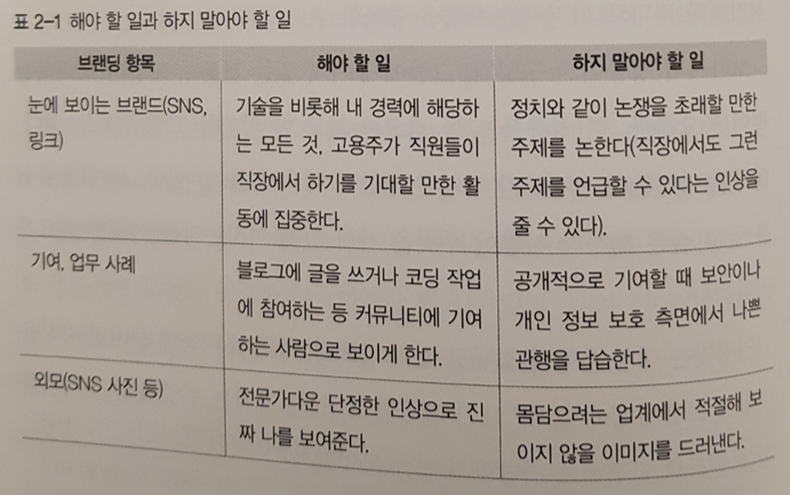 표 2-1 해야 할 일과 하지 말아야 할 일
브랜딩 항목 해야 할 일 하지 말아야 할 일
눈에 보이는 브랜드(SNS,
링크)
기술을 비롯해 내 경력에 해당하
는 모든 것, 고용주가 직원들이
직장에서 하기를 기대할 만한 활
동에 집중한다.
정치와 같이 논쟁을 초래할 만한
주제를 논한다(직장에서도 그런
주제를 언급할 수 있다는 인상을
줄 수 있다).
기여, 업무 사례
블로그에 글을 쓰거나 코딩 작업
에 참여하는 등 커뮤니티에 기여
하는 사람으로 보이게 한다.
공개적으로 기여할 때 보안이나
개인 정보 보호 측면에서 나쁜
관행을 답습한다.
외모(SNS 사진 등)
전문가다운 단정한 인상으로 진
짜 나를 보여준다.
몸담으려는 업계에서 적절해 보
이지 않을 이미지를 드러낸다.